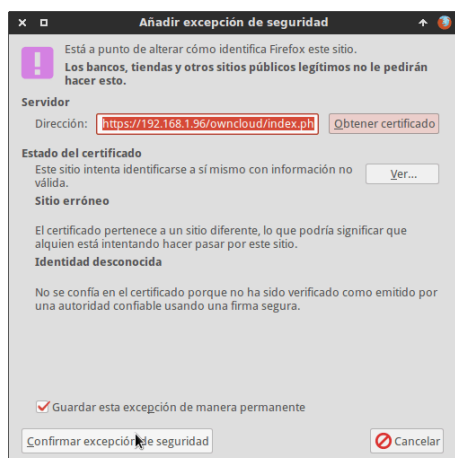 Añadir excepción de seguridad
Está a punto de alterar cómo identifica Firefox este sitio.
Los bancos, tiendas y otros sitios públicos legítimos no le pedirán
hacer esto.
Servidor
Dirección: https://192.168.1.96/owncloud/index.ph Obtener certificado
Estado del certificado
Este sitio intenta identificarse a sí mismo con información no
válida.
Ver...
Sitio erróneo
El certificado pertenece a un sitio diferente, lo que podría significar que
alguien está intentando hacer pasar por este sitio.
Identidad desconocida
No se confía en el certificado porque no ha sido verificado como emitido por
una autoridad confiable usando una firma segura.
Guardar esta excepción de manera permanente
Confirmar excepción de seguridad Cancelar